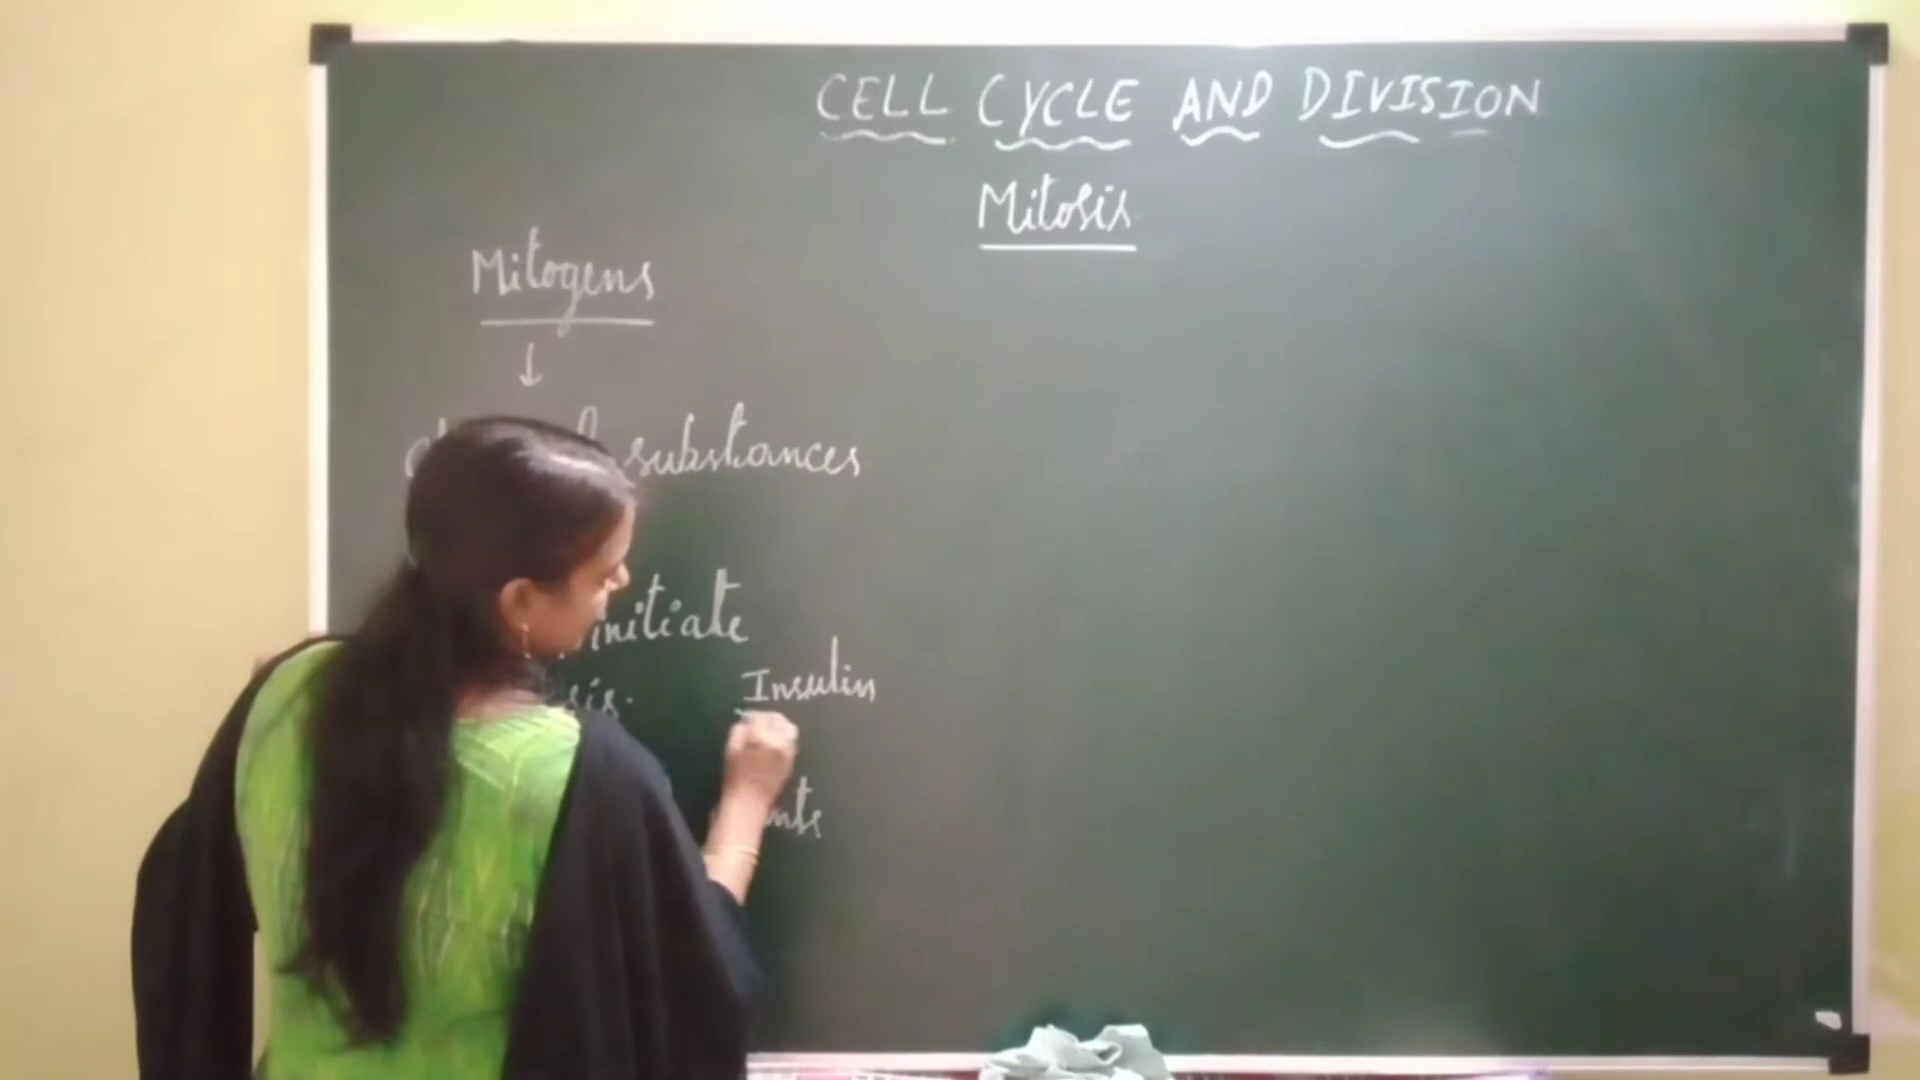 CELL CYCLE AND DIVISION
Mitosis
Mitogens
substances
initiate
Insulin